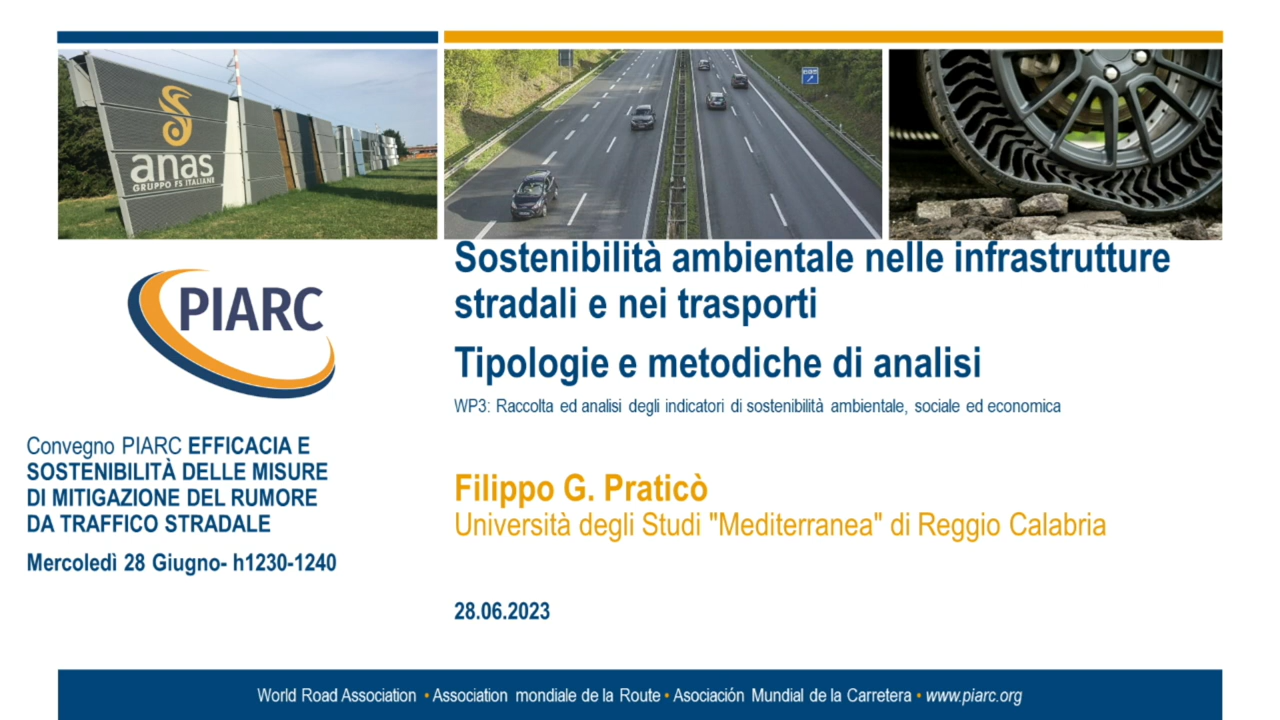 anas
GRUPPO FS ITALIANE
PIARC
Sostenibilità ambientale nelle infrastrutture
stradali e nei trasporti
Tipologie e metodiche di analisi
WP3: Raccolta ed analisi degli indicatori di sostenibilità ambientale, sociale ed economica
Convegno PIARC EFFICACIA E
SOSTENIBILITÀ DELLE MISURE
DI MITIGAZIONE DEL RUMORE
DA TRAFFICO STRADALE
Mercoledì 28 Giugno- h1230-1240
Filippo G. Praticò
Università degli Studi "Mediterranea" di Reggio Calabria
28.06.2023
World Road Association • Association mondiale de la Route • Asociación Mundial de la Carretera • www.piarc.org